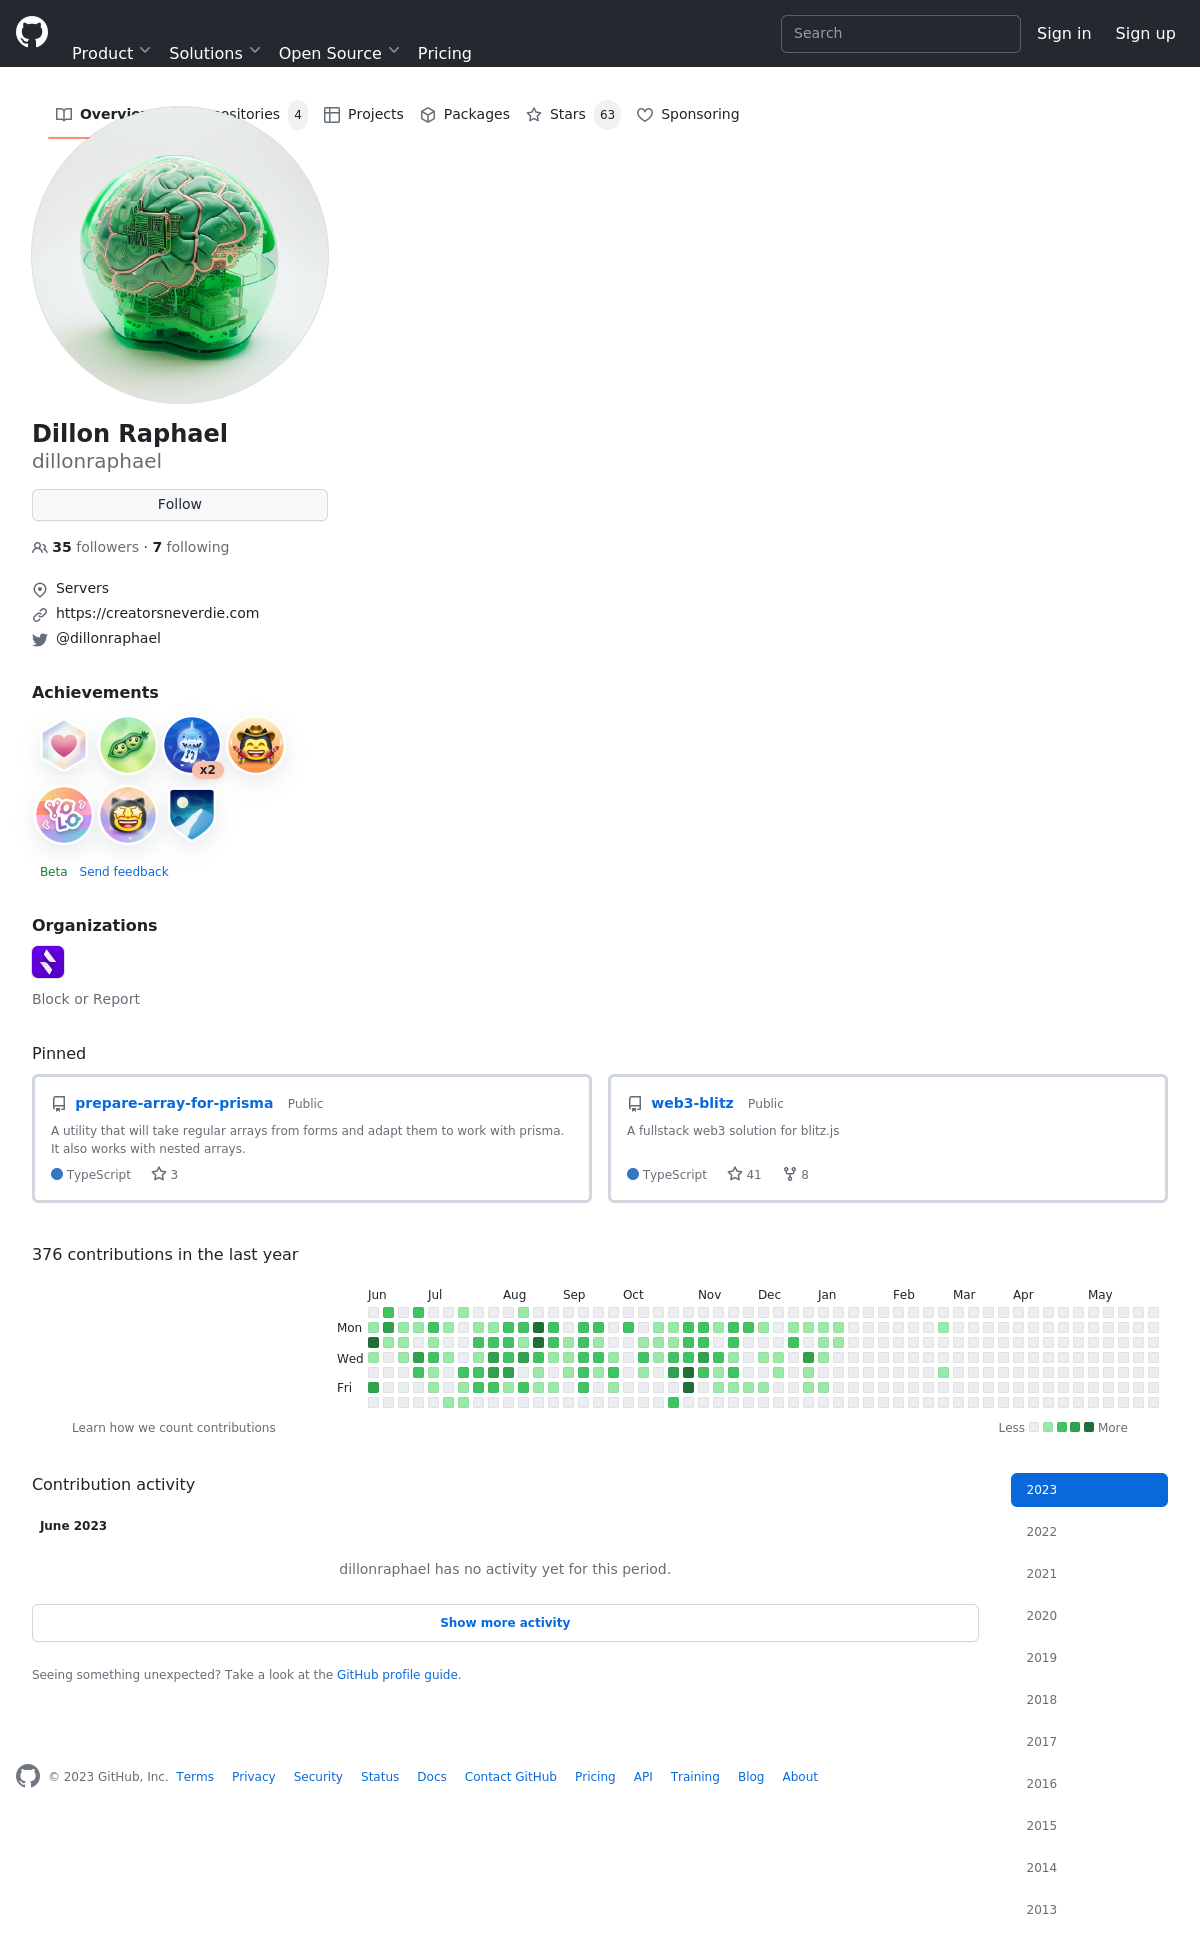 Product Solutions Open Source Pricing Search Sign in Sign up
Overview ositories 4 Projects Packages Stars 63 Sponsoring
Dillon Raphael
dillonraphael
Follow
35 followers · 7 following
Servers
https://creatorsneverdie.com
@dillonraphael
Achievements
x2
YOLO
Beta Send feedback
Organizations
Block or Report
Pinned
prepare-array-for-prisma Public
A utility that will take regular arrays from forms and adapt them to work with prisma.
It also works with nested arrays.
TypeScript 3
web3-blitz Public
A fullstack web3 solution for blitz.js
TypeScript 41 8
376 contributions in the last year
Jun Jul Aug Sep Oct Nov Dec Jan Feb Mar Apr May
Mon
Wed
Fri
Learn how we count contributions
Less More
Contribution activity
June 2023
dillonraphael has no activity yet for this period.
Show more activity
Seeing something unexpected? Take a look at the GitHub profile guide.
2023
2022
2021
2020
2019
2018
2017
2016
2015
2014
2013
© 2023 GitHub, Inc. Terms Privacy Security Status Docs Contact GitHub Pricing API Training Blog About